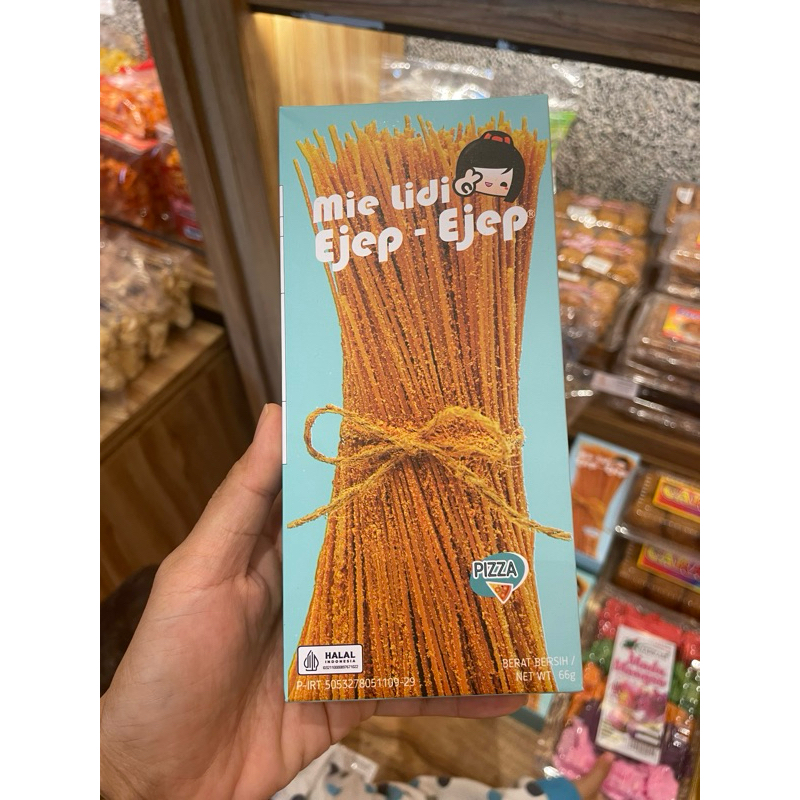 Mie Lidi
Ejep - Ejep®
PIZZA
HALAL
INDONESIA
P-IRT 5053278051109-29
BERAT BERSIH /
NET WT. 66g